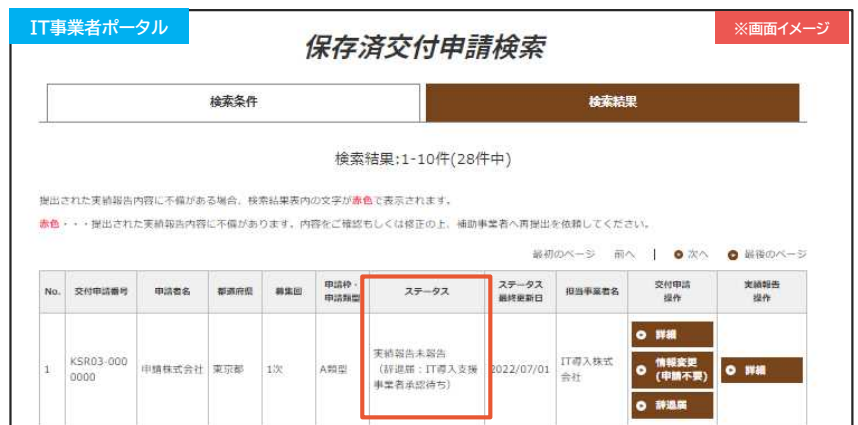 IT事業者ポータル
※画面イメージ
保存済交付申請検索
検索条件
検索結果
検索結果:1-10件(28件中)
提出された実績報告内容に不備がある場合、検索結果表内の文字が赤色で表示されます。
赤色・・・提出された実績報告内容に不備があります。内容をご確認もしくは修正の上、補助事業者へ再提出を依頼してください。
最初のページ 前へ | 次へ 最後のページ
No. 交付申請番号 申請者名 都道府県 募集回 申請枠・申請類型 ステータス ステータス最終更新日 担当事業者名 交付申請操作 実績報告操作
1 KSR03-0000000 申請株式会社 東京都 1次 A類型 実績報告未報告(辞退届:IT導入支援事業者承認待ち) 2022/07/01 IT導入株式会社
詳細
情報変更(申請不要)
辞退届
詳細